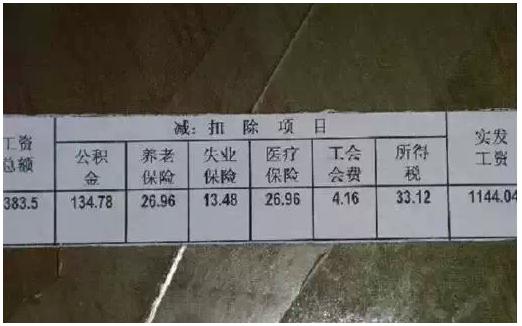 减: 扣 除 项 目
工资总额 公积金 养老保险 失业保险 医疗保险 工会会费 所得税 实发工资
383.5 134.78 26.96 13.48 26.96 4.16 33.12 1144.04